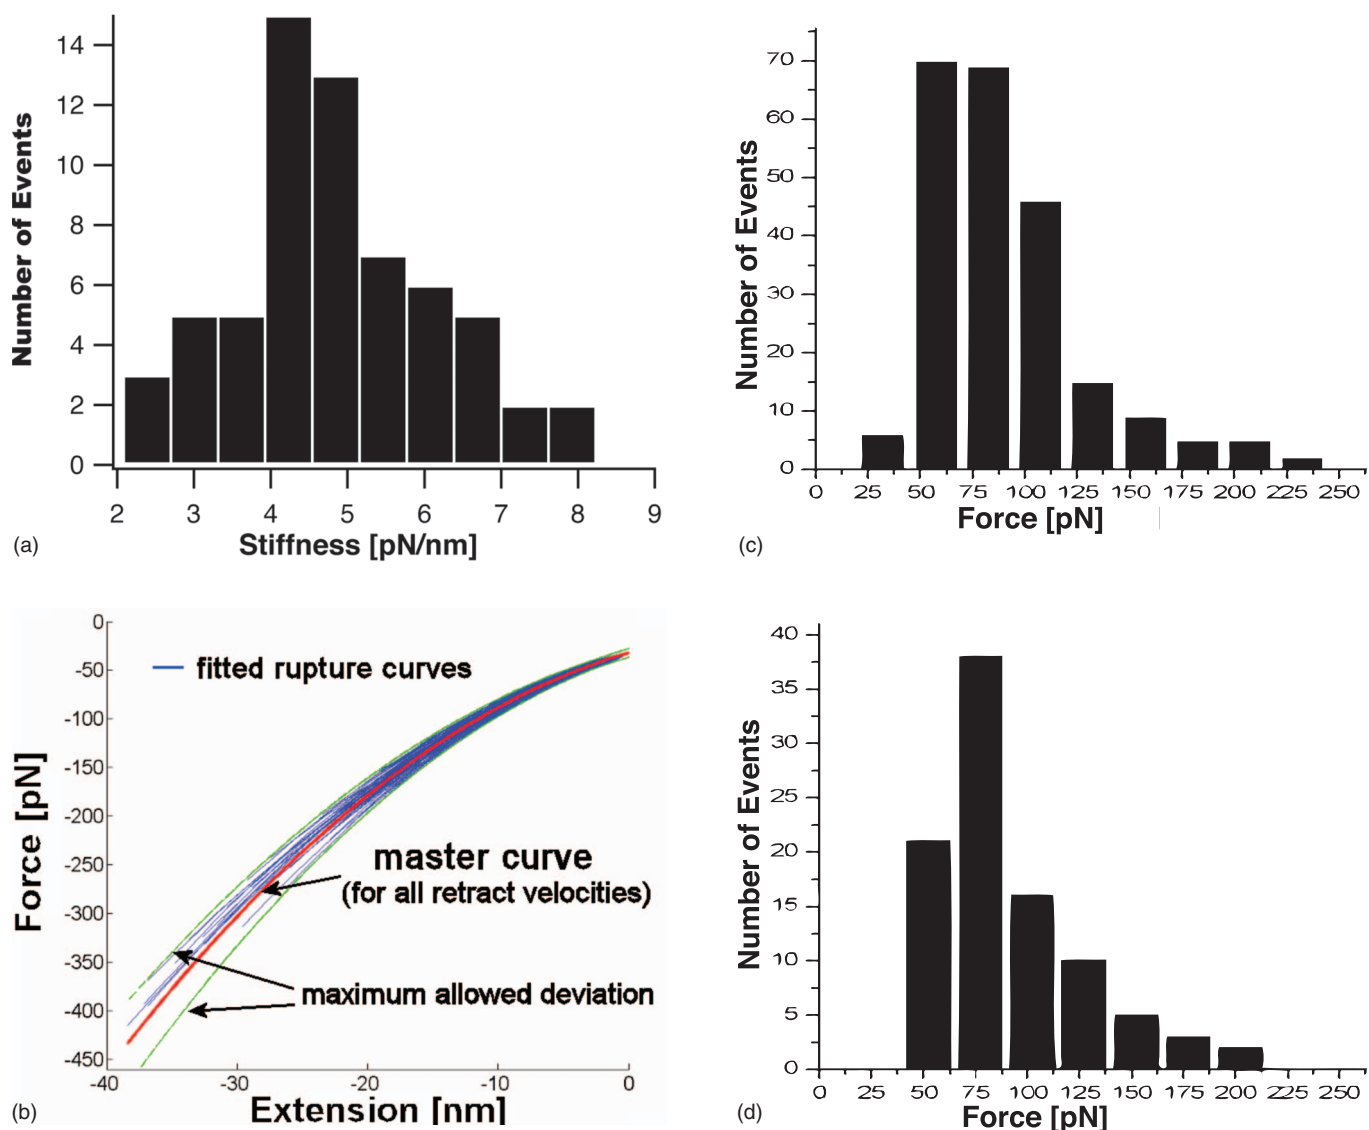 Number of Events
14
12
10
8
6
4
2
0
2 3 4 5 6 7 8 9
Stiffness [pN/nm]
(a)
Number of Events
70
60
50
40
30
20
10
0
0 25 50 75 100 125 150 175 200 225 250
Force [pN]
(c)
Force [pN]
0
-50
-100
-150
-200
-250
-300
-350
-400
-450
fitted rupture curves
master curve
(for all retract velocities)
maximum allowed deviation
-40 -30 -20 -10 0
Extension [nm]
(b)
Number of Events
40
35
30
25
20
15
10
5
0
0 25 50 75 100 125 150 175 200 225 250
Force [pN]
(d)